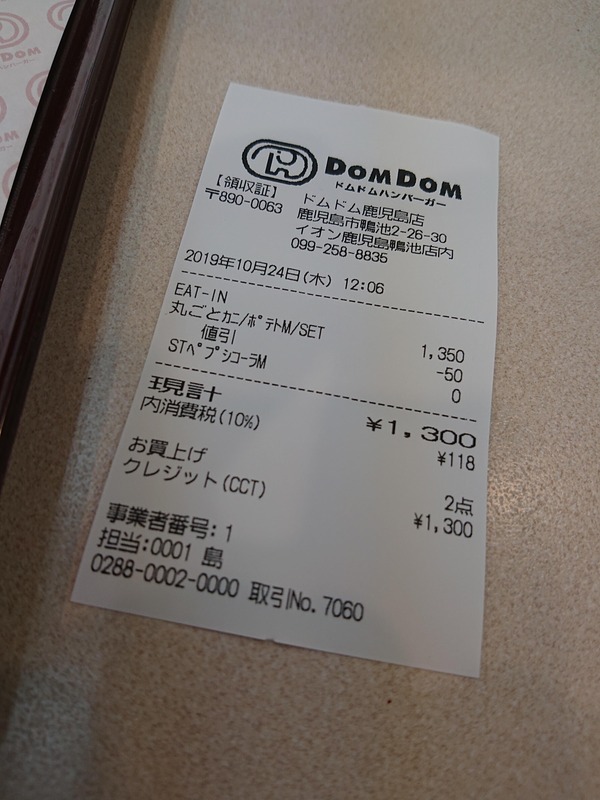 DOMDOM
ドムドムハンバーガー
【領収証】 ドムドム鹿児島店
〒890-0063 鹿児島市鴨池2-26-30
イオン鹿児島鴨池店内
099-258-8835
2019年10月24日(木) 12:06
EAT-IN
丸ごとカニ/ポテトM/SET 1,350
値引 -50
STペプシコーラM 0
現計 ¥1,300
内消費税(10%) ¥118
お買上げ 2点
クレジット(CCT) ¥1,300
事業者番号:1
担当:0001 島
0288-0002-0000 取引No.7060